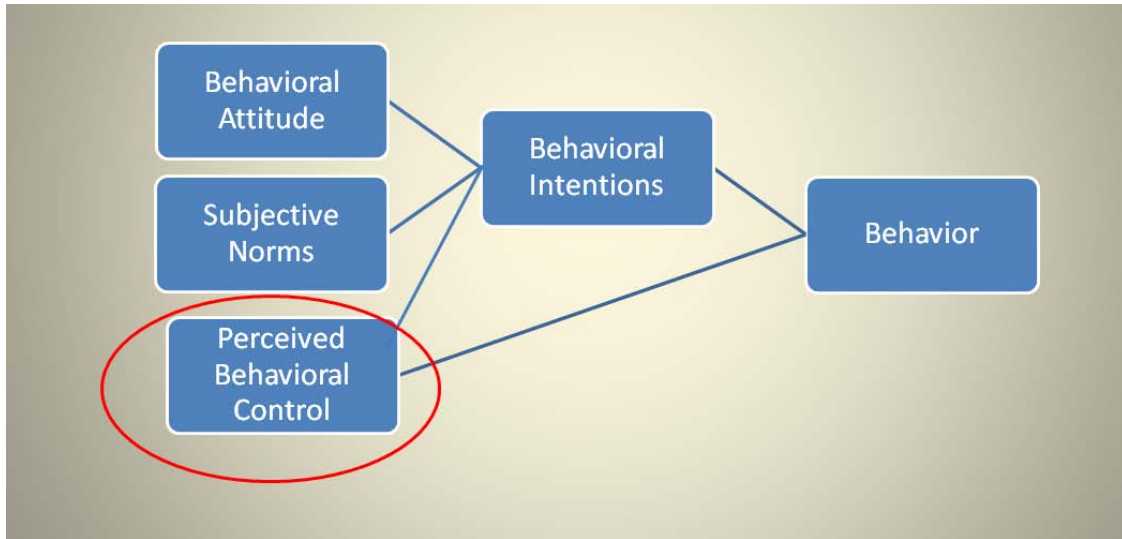 Behavioral
Attitude
Subjective
Norms
Perceived
Behavioral
Control
Behavioral
Intentions
Behavior